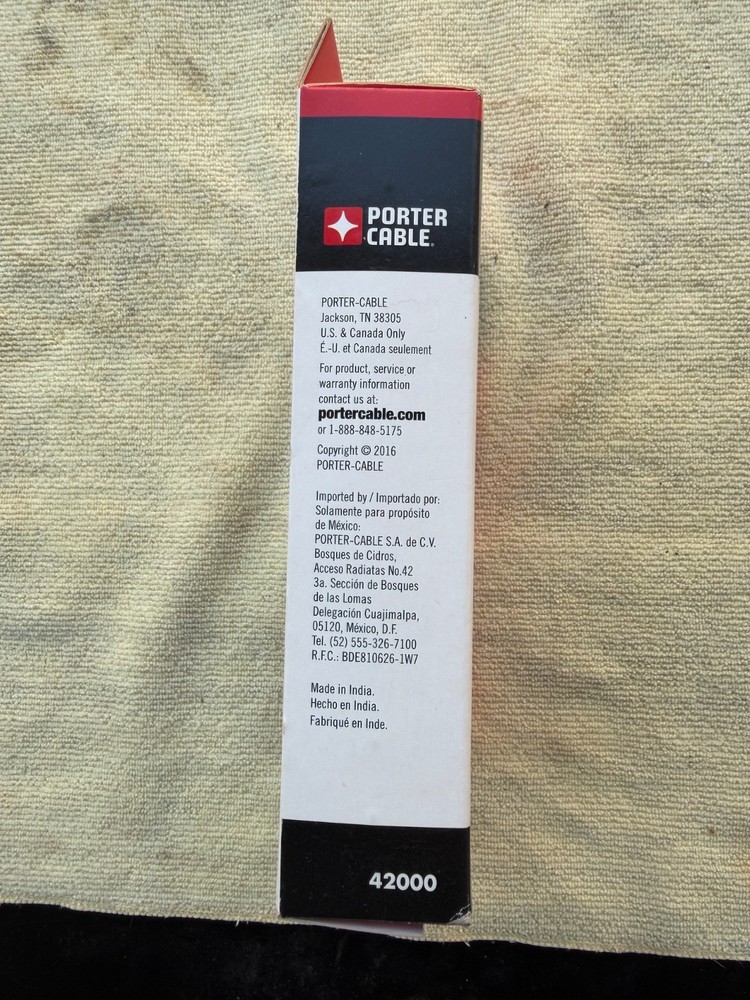 PORTER
CABLE®
PORTER-CABLE
Jackson, TN 38305
U.S. & Canada Only
É.-U. et Canada seulement
For product, service or
warranty information
contact us at:
portercable.com
or 1-888-848-5175
Copyright © 2016
PORTER-CABLE
Imported by / Importado por:
Solamente para propósito
de México:
PORTER-CABLE S.A. de C.V.
Bosques de Cidros,
Acceso Radiatas No.42
3a. Sección de Bosques
de las Lomas
Delegación Cuajimalpa,
05120, México, D.F.
Tel. (52) 555-326-7100
R.F.C.: BDE810626-1W7
Made in India.
Hecho en India.
Fabriqué en Inde.
42000